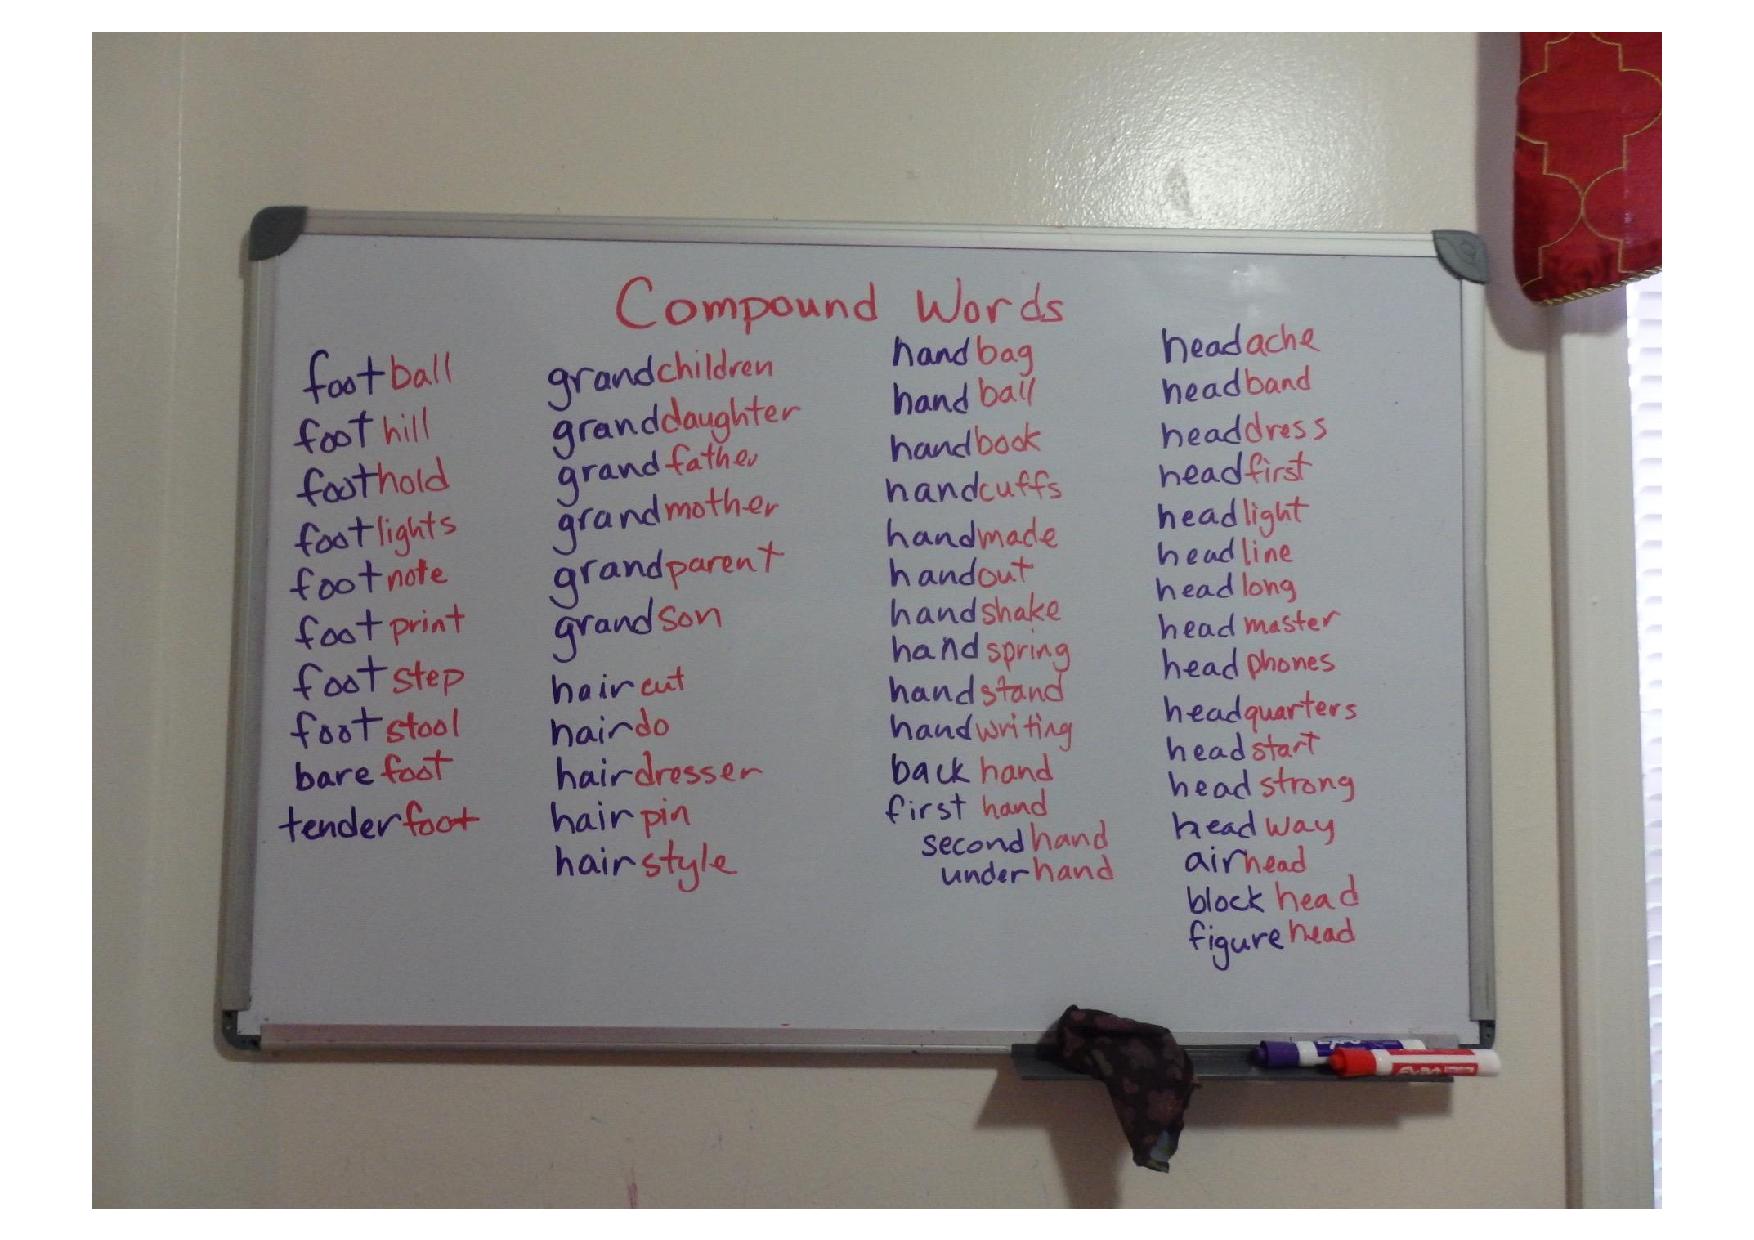 Compound Words
football
foothill
foothold
footlights
footnote
footprint
footstep
footstool
barefoot
tenderfoot
grandchildren
granddaughter
grandfather
grandmother
grandparent
grandson
haircut
hairdo
hairdresser
hairpin
hairstyle
handbag
handball
handbook
handcuffs
handmade
handout
handshake
handspring
handstand
handwriting
backhand
firsthand
secondhand
underhand
headache
headband
headdress
headfirst
headlight
headline
headlong
headmaster
headphones
headquarters
headstart
headstrong
headway
airhead
blockhead
figurehead